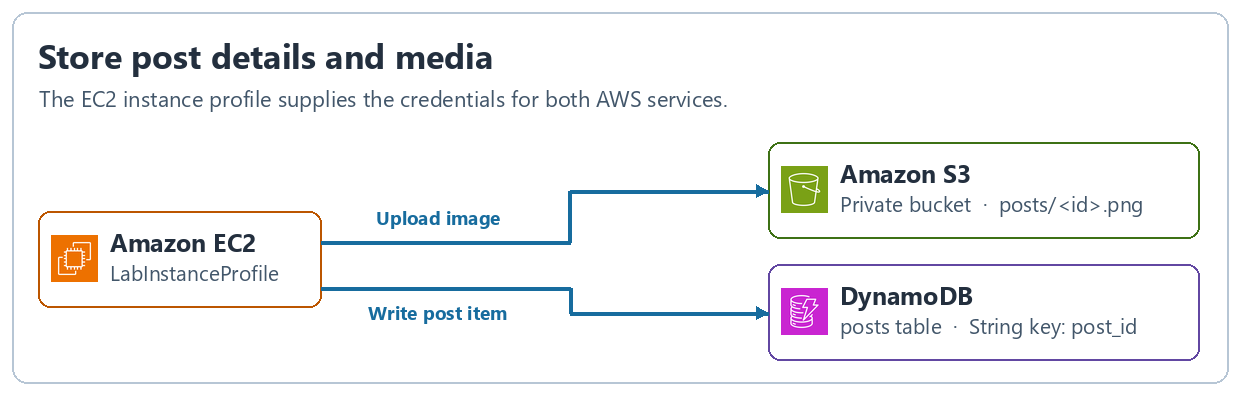 Store post details and media
The EC2 instance profile supplies the credentials for both AWS services.
Amazon EC2
LabInstanceProfile
Upload image
Write post item
Amazon S3
Private bucket · posts/<id>.png
DynamoDB
posts table · String key: post_id